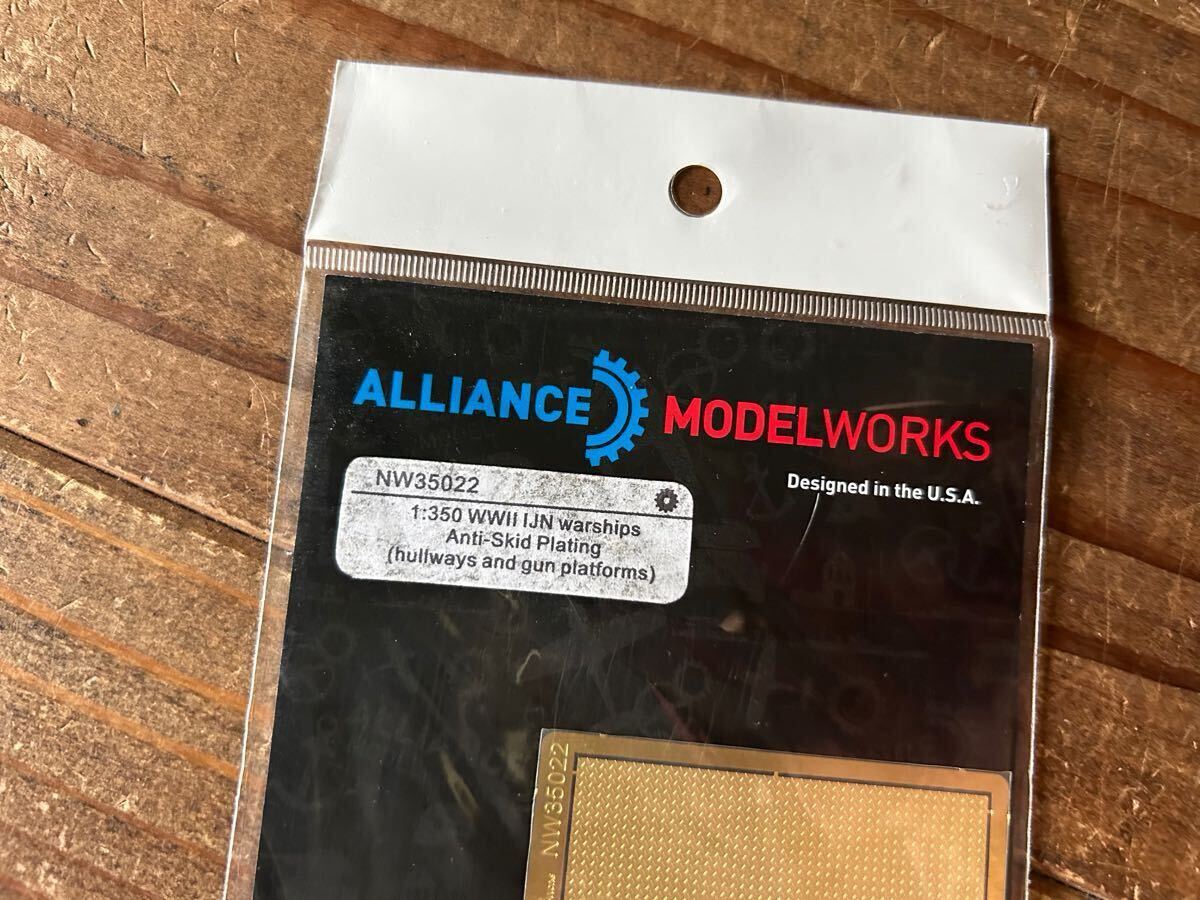 ALLIANCE MODELWORKS
Designed in the U.S.A.
NW35022
1:350 WWII IJN warships
Anti-Skid Plating
(hullways and gun platforms)
NW35022